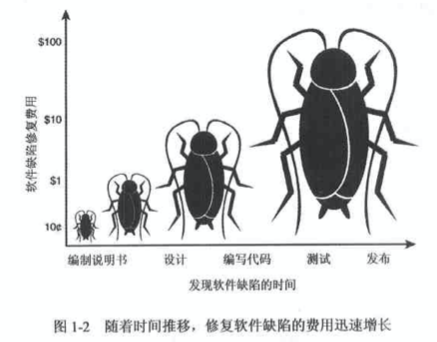 $100
$10
$1
10¢
软件缺陷修复费用
编制说明书 设计 编写代码 测试 发布
发现软件缺陷的时间
图 1-2 随着时间推移，修复软件缺陷的费用迅速增长